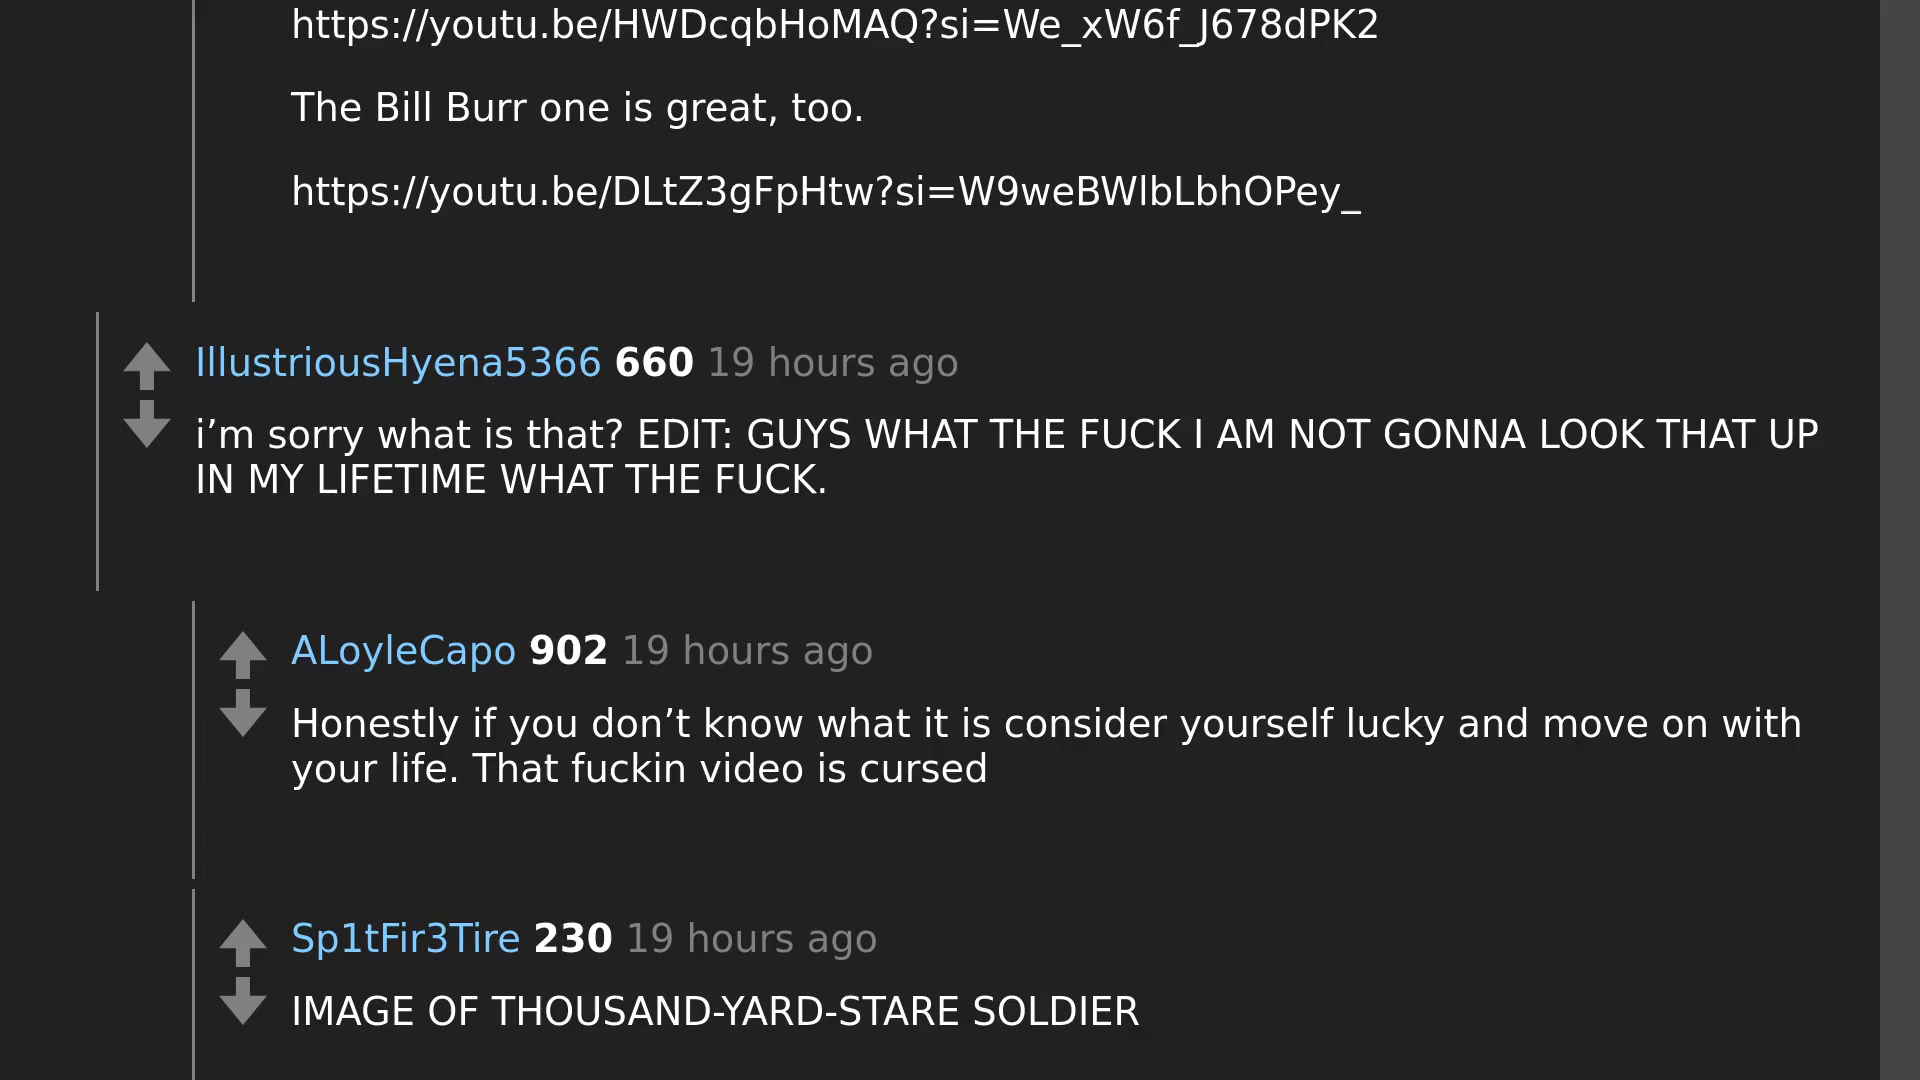 https://youtu.be/HWDcqbHoMAQ?si=We_xW6f_J678dPK2
The Bill Burr one is great, too.
https://youtu.be/DLtZ3gFpHtw?si=W9weBWlbLbhOPey_
IllustriousHyena5366 660 19 hours ago
i’m sorry what is that? EDIT: GUYS WHAT THE FUCK I AM NOT GONNA LOOK THAT UP
IN MY LIFETIME WHAT THE FUCK.
ALoyleCapo 902 19 hours ago
Honestly if you don’t know what it is consider yourself lucky and move on with
your life. That fuckin video is cursed
Sp1tFir3Tire 230 19 hours ago
IMAGE OF THOUSAND-YARD-STARE SOLDIER